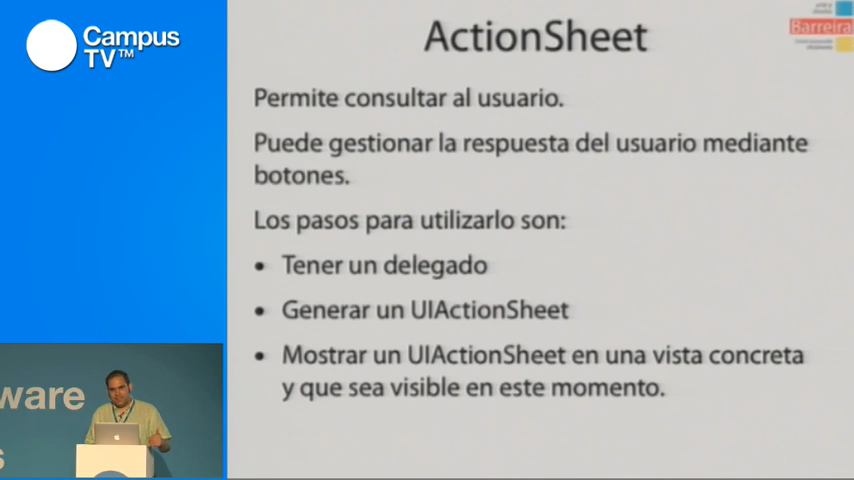 Campus
TV™
ActionSheet
Barreira
Permite consultar al usuario.
Puede gestionar la respuesta del usuario mediante
botones.
Los pasos para utilizarlo son:
• Tener un delegado
• Generar un UIActionSheet
• Mostrar un UIActionSheet en una vista concreta
y que sea visible en este momento.
ware
s